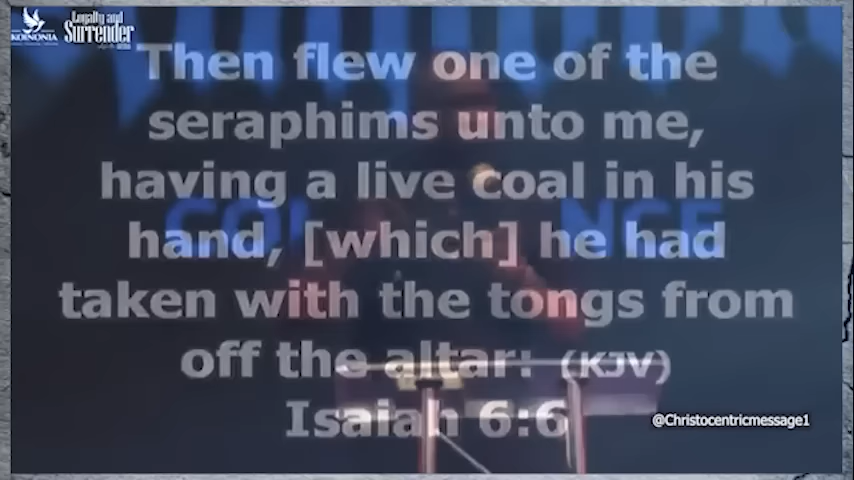 KOINONIA
Loyalty and
Surrender
Then flew one of the
seraphims unto me,
having a live coal in his
hand, [which] he had
taken with the tongs from
off the altar: (KJV)
Isaiah 6:6
@Christocentricmessage1